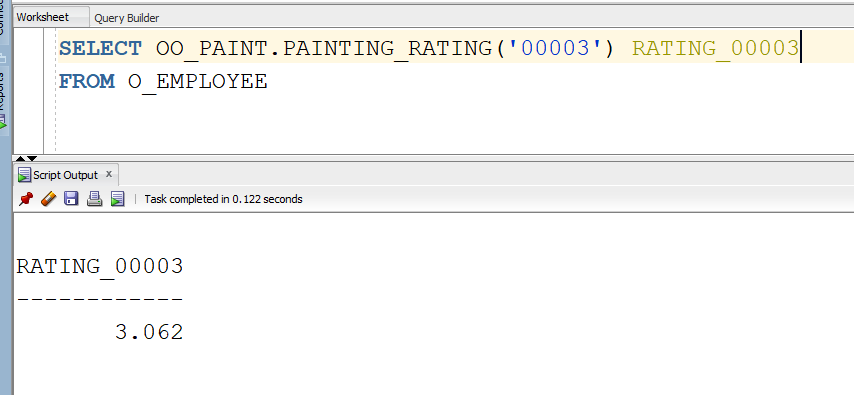 Worksheet Query Builder
SELECT OO_PAINT.PAINTING_RATING('00003') RATING_00003
FROM O_EMPLOYEE
Reports
Script Output x
Task completed in 0.122 seconds
RATING_00003
------------
3.062